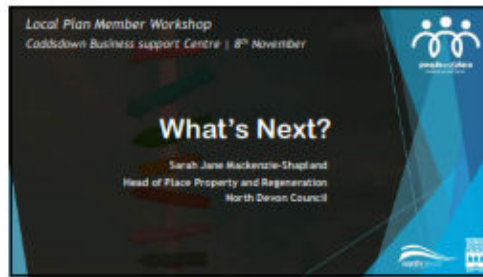 Local Plan Member Workshop
Caddsdown Business support Centre | 8th November
What's Next?
Sarah Jane Mackenzie-Shapland
Head of Place Property and Regeneration
North Devon Council